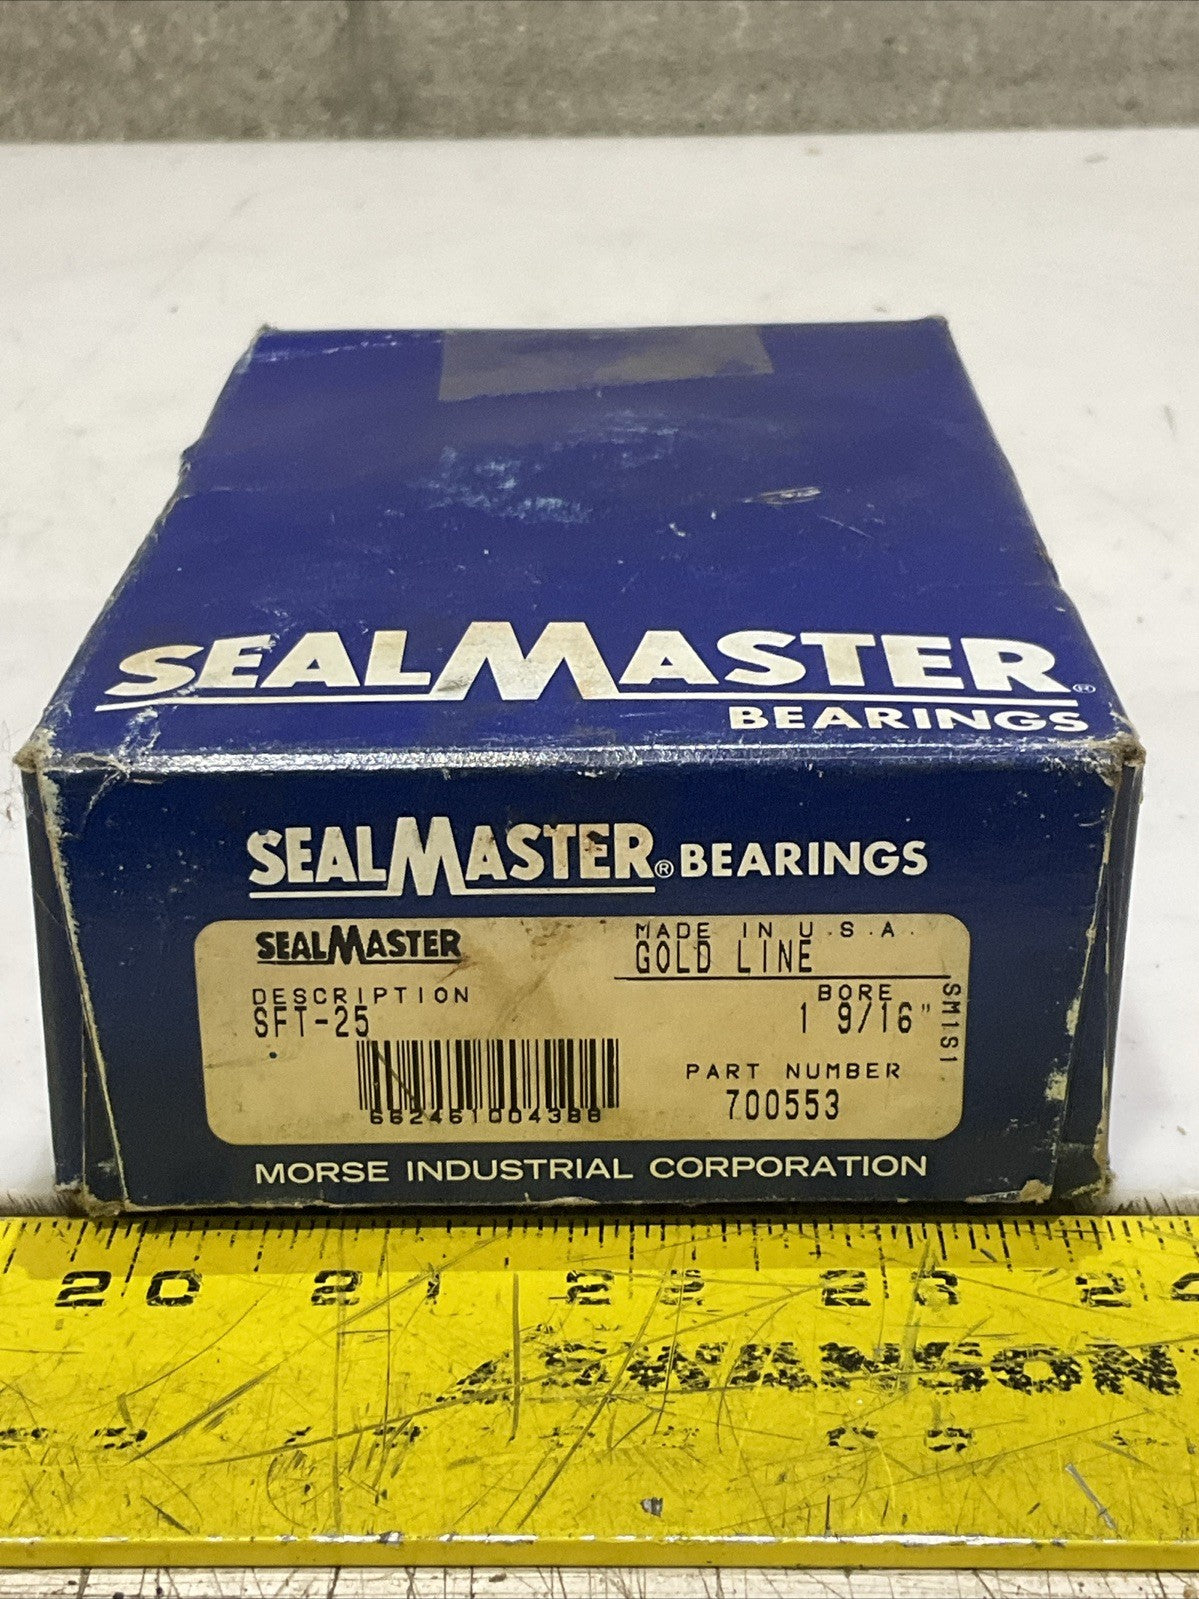 SEALMASTER®
BEARINGS
SEALMASTER® BEARINGS
SEALMASTER
MADE IN U.S.A.
GOLD LINE
DESCRIPTION
SFT-25
BORE
1 9/16"
SM1S1
PART NUMBER
700553
662461004388
MORSE INDUSTRIAL CORPORATION
20 21 22 23 24
SWANSON